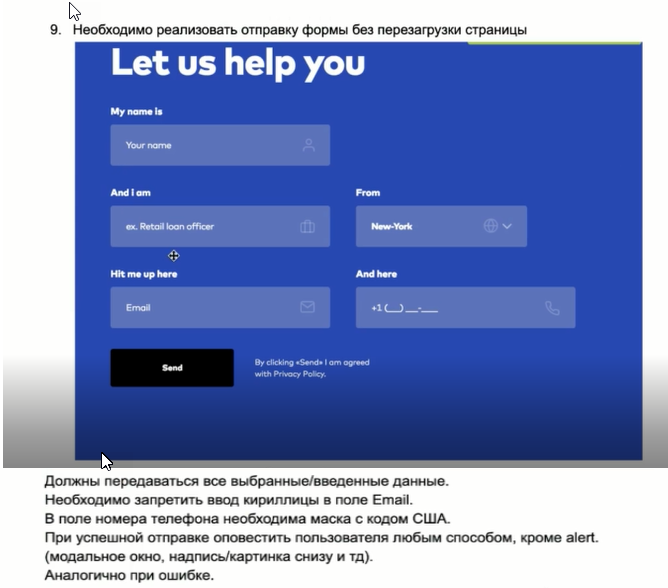 9. Необходимо реализовать отправку формы без перезагрузки страницы
Let us help you
My name is
Your name
And I am
From
ex. Retail loan officer
New-York
Hit me up here
And here
Email
+1 (__) ___-____
Send
By clicking «Send» I am agreed
with Privacy Policy.
Должны передаваться все выбранные/введенные данные.
Необходимо запретить ввод кириллицы в поле Email.
В поле номера телефона необходима маска с кодом США.
При успешной отправке оповестить пользователя любым способом, кроме alert.
(модальное окно, надпись/картинка снизу и тд).
Аналогично при ошибке.